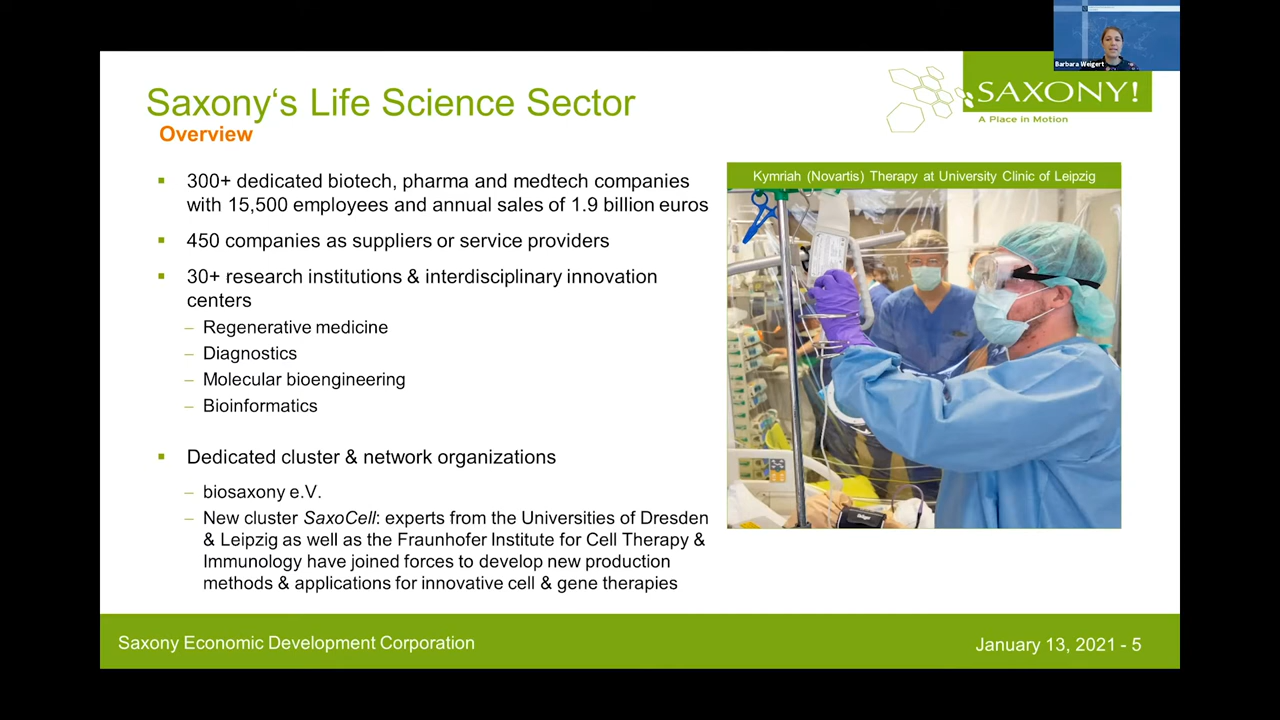 Barbara Weigert
SAXONY!
A Place in Motion
Saxony‘s Life Science Sector
Overview
▪ 300+ dedicated biotech, pharma and medtech companies
with 15,500 employees and annual sales of 1.9 billion euros
▪ 450 companies as suppliers or service providers
▪ 30+ research institutions & interdisciplinary innovation
centers
– Regenerative medicine
– Diagnostics
– Molecular bioengineering
– Bioinformatics
▪ Dedicated cluster & network organizations
– biosaxony e.V.
– New cluster SaxoCell: experts from the Universities of Dresden
& Leipzig as well as the Fraunhofer Institute for Cell Therapy &
Immunology have joined forces to develop new production
methods & applications for innovative cell & gene therapies
Kymriah (Novartis) Therapy at University Clinic of Leipzig
Dräger
Saxony Economic Development Corporation
January 13, 2021 - 5